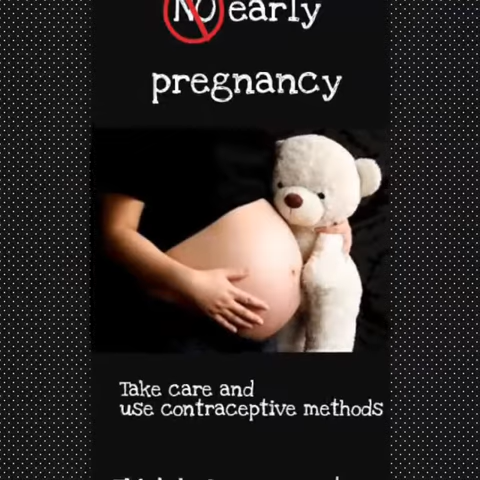 NO early
pregnancy
Take care and
use contraceptive methods